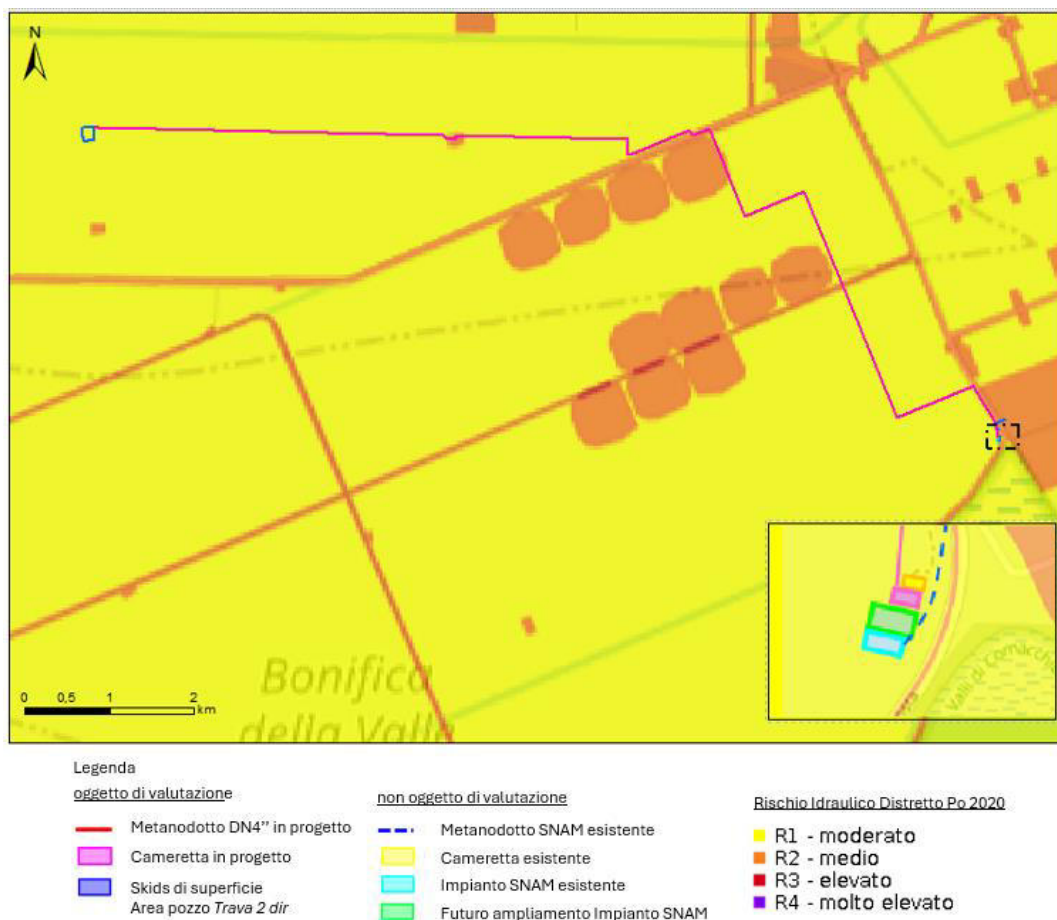 N
Bonifica
della Valle
0 0,5 1 2
km
Valli di Comacchi
Legenda
oggetto di valutazione
Metanodotto DN4” in progetto
Cameretta in progetto
Skids di superficie
Area pozzo Trava 2 dir
non oggetto di valutazione
Metanodotto SNAM esistente
Cameretta esistente
Impianto SNAM esistente
Futuro ampliamento Impianto SNAM
Rischio Idraulico Distretto Po 2020
R1 - moderato
R2 - medio
R3 - elevato
R4 - molto elevato